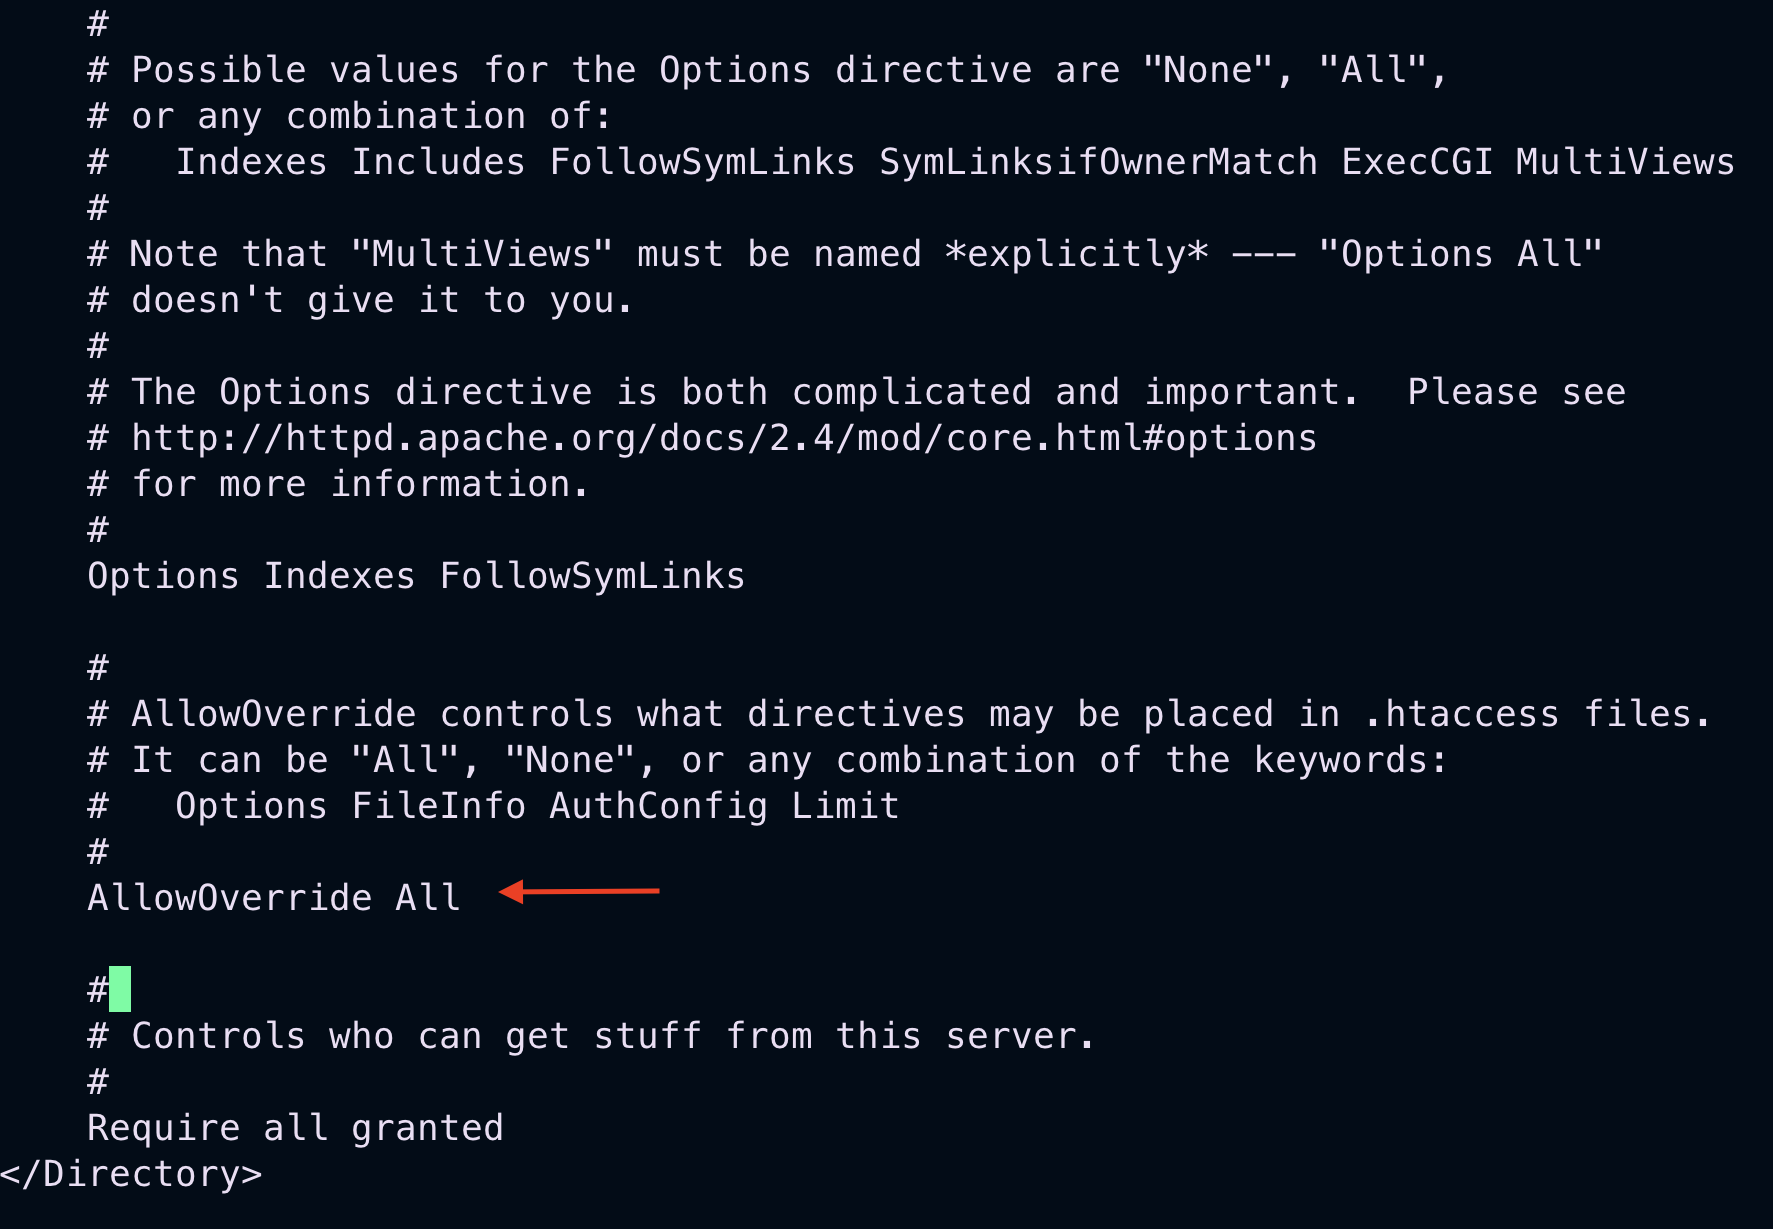 #
# Possible values for the Options directive are "None", "All",
# or any combination of:
#   Indexes Includes FollowSymLinks SymLinksifOwnerMatch ExecCGI MultiViews
#
# Note that "MultiViews" must be named *explicitly* --- "Options All"
# doesn't give it to you.
#
# The Options directive is both complicated and important.  Please see
# http://httpd.apache.org/docs/2.4/mod/core.html#options
# for more information.
#
Options Indexes FollowSymLinks
#
# AllowOverride controls what directives may be placed in .htaccess files.
# It can be "All", "None", or any combination of the keywords:
#   Options FileInfo AuthConfig Limit
#
AllowOverride All
#
# Controls who can get stuff from this server.
#
Require all granted
</Directory>